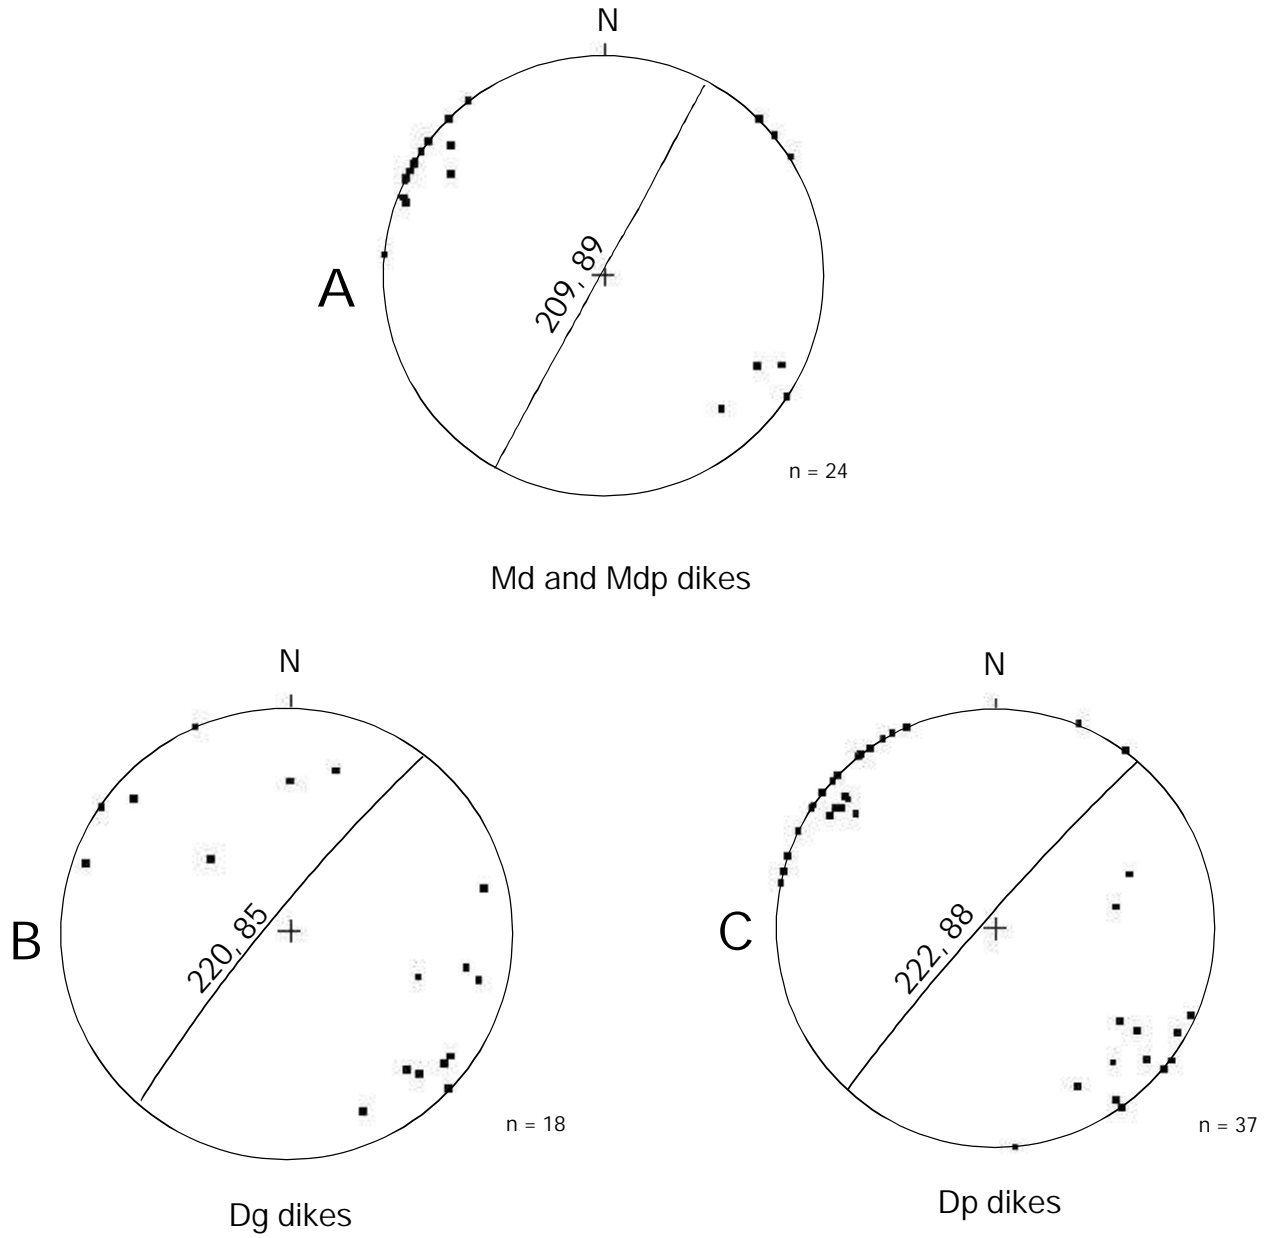 N
A
209, 89
n = 24
Md and Mdp dikes
N
B
220, 85
n = 18
Dg dikes
N
C
222, 88
n = 37
Dp dikes